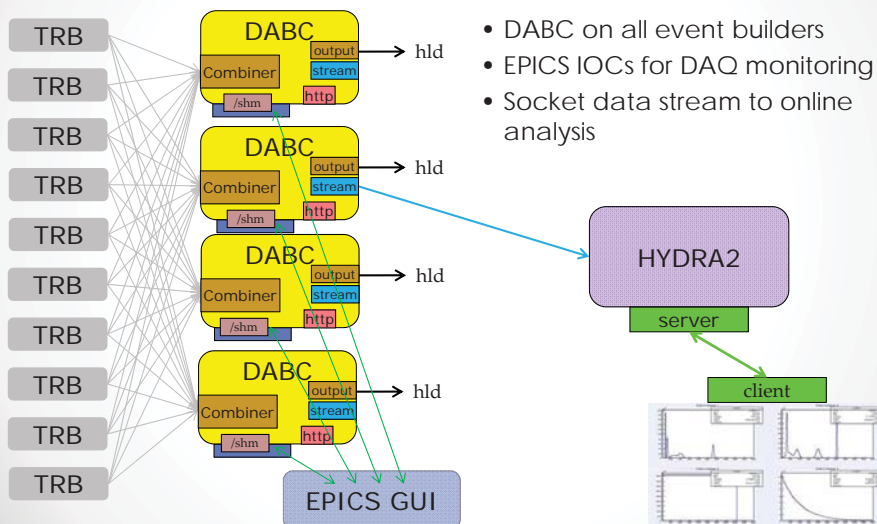 TRB
TRB
TRB
TRB
TRB
TRB
TRB
TRB
TRB
TRB
DABC
output
stream
Combiner
http
/shm
hld
DABC
output
stream
Combiner
http
/shm
hld
DABC
output
stream
Combiner
/shm
hld
DABC
output
stream
Combiner
http
/shm
hld
EPICS GUI
• DABC on all event builders
• EPICS IOCs for DAQ monitoring
• Socket data stream to online
analysis
HYDRA2
server
client